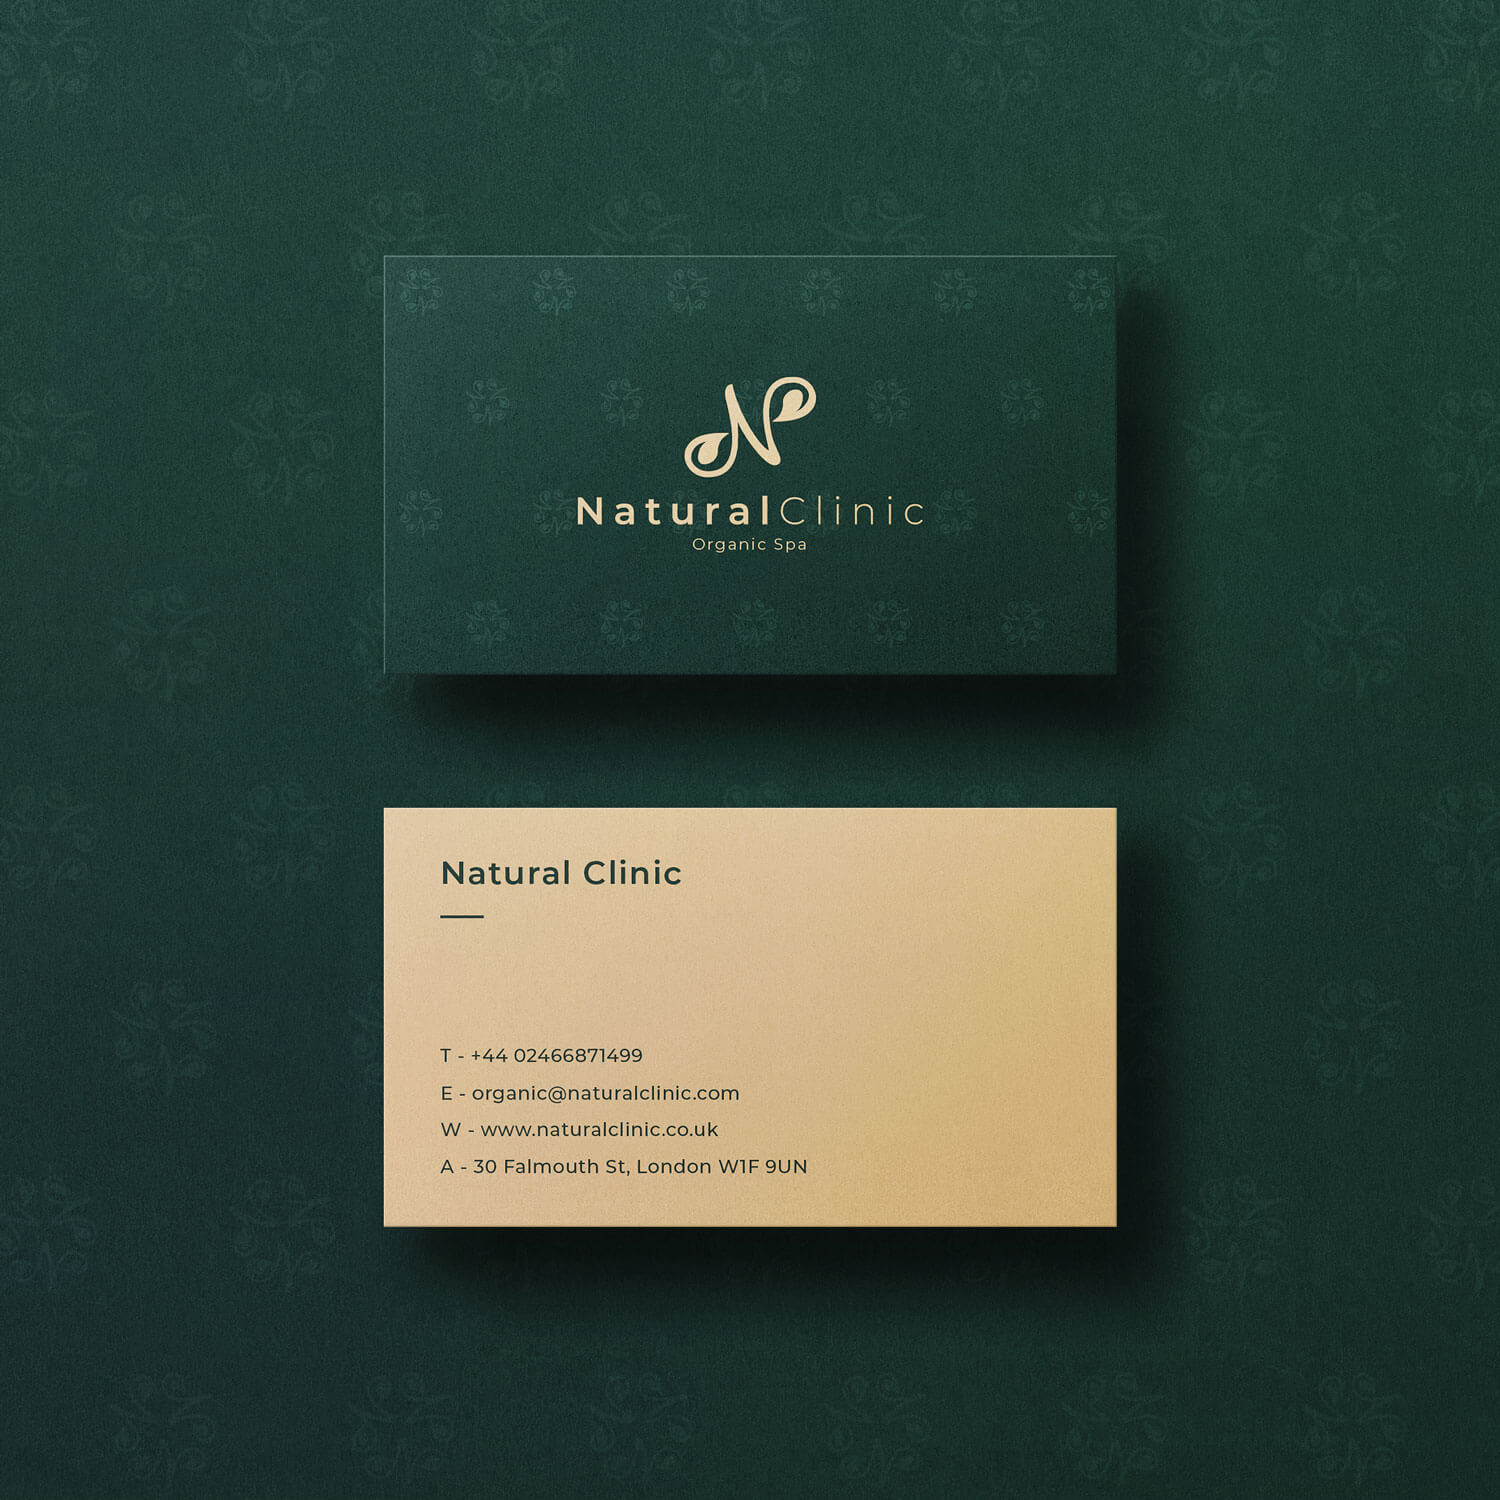 N
NaturalClinic
Organic Spa
Natural Clinic
T - +44 02466871499
E - organic@naturalclinic.com
W - www.naturalclinic.co.uk
A - 30 Falmouth St, London W1F 9UN